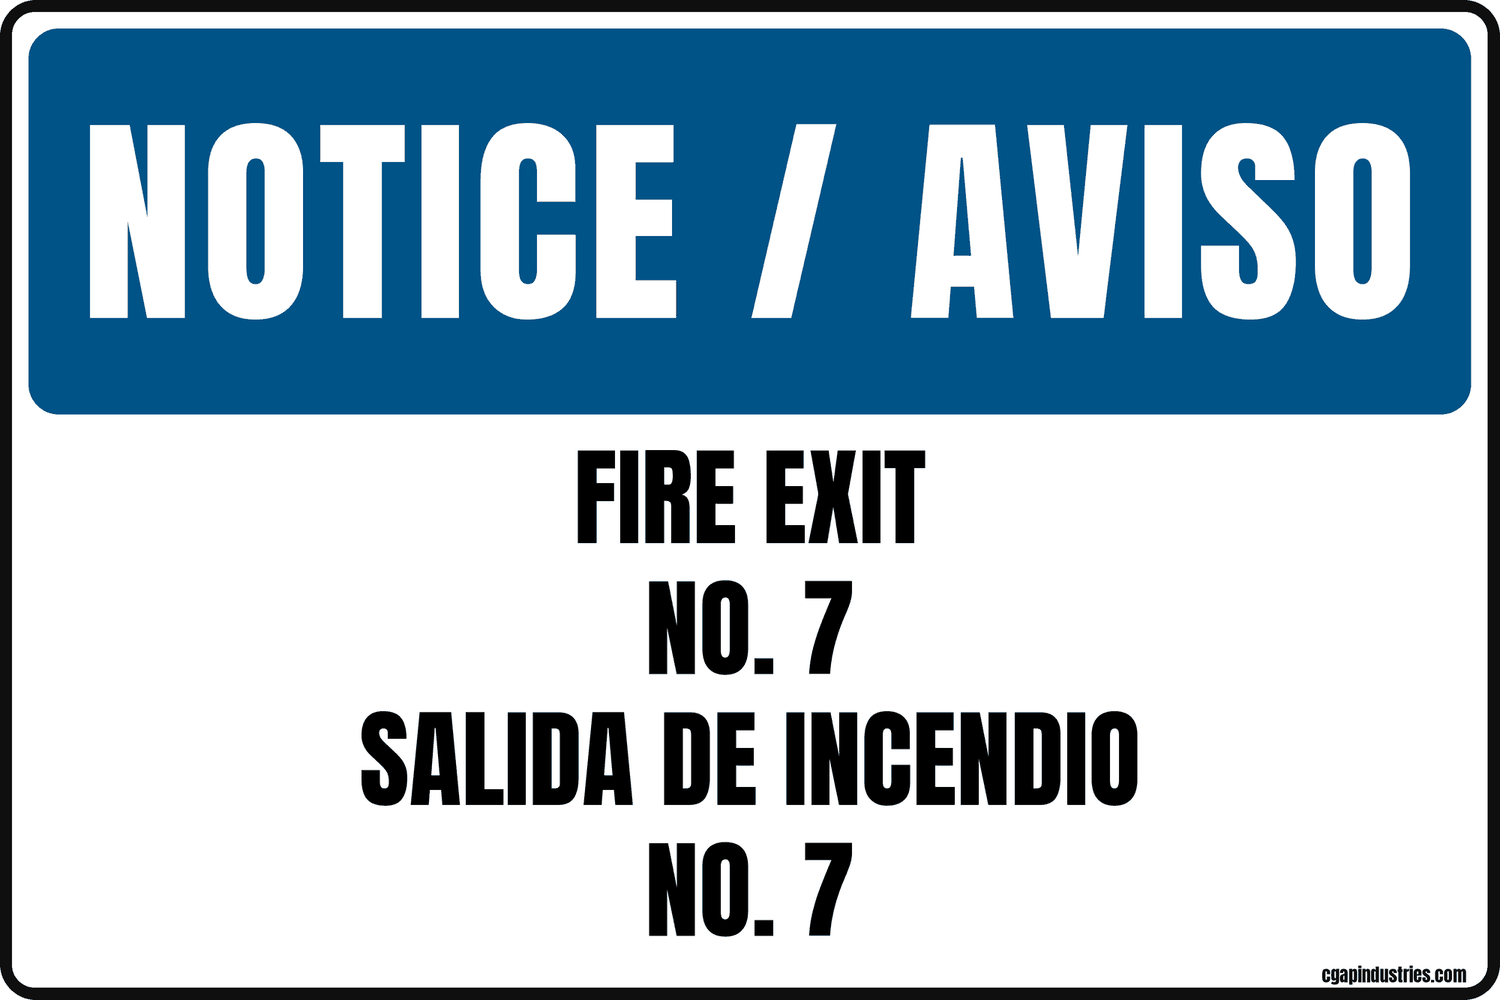 NOTICE / AVISO
FIRE EXIT
NO. 7
SALIDA DE INCENDIO
NO. 7
cgapindustries.com